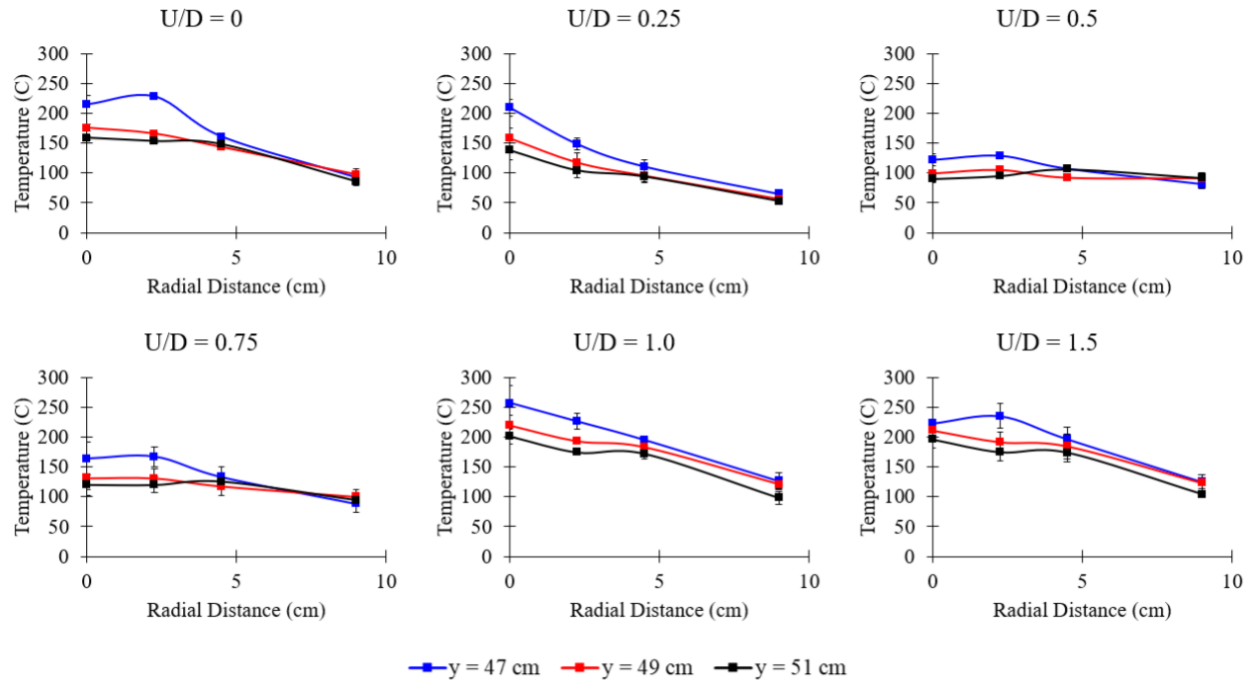 U/D = 0
U/D = 0.25
U/D = 0.5
300
250
200
150
100
50
0
Temperature (C)
0
5
10
Radial Distance (cm)
300
250
200
150
100
50
0
Temperature (C)
0
5
10
Radial Distance (cm)
300
250
200
150
100
50
0
Temperature (C)
0
5
10
Radial Distance (cm)
U/D = 0.75
U/D = 1.0
U/D = 1.5
300
250
200
150
100
50
0
Temperature (C)
0
5
10
Radial Distance (cm)
300
250
200
150
100
50
0
Temperature (C)
0
5
10
Radial Distance (cm)
300
250
200
150
100
50
0
Temperature (C)
0
5
10
Radial Distance (cm)
y = 47 cm
y = 49 cm
y = 51 cm